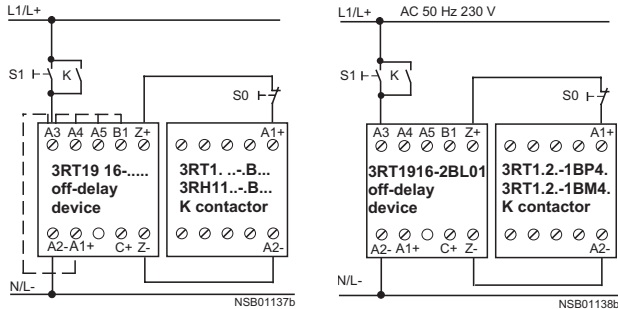 L1/L+
S1 K
S0
A3 A4 A5 B1 Z+
A1+
3RT19 16-.....
off-delay
device
3RT1. ..-.B...
3RH11..-.B...
K contactor
A2- A1+ C+ Z-
A2-
N/L-
NSB01137b
L1/L+ AC 50 Hz 230 V
S1 K
S0
A3 A4 A5 B1 Z+
A1+
3RT1916-2BL01
off-delay
device
3RT1.2.-1BP4.
3RT1.2.-1BM4.
K contactor
A2- A1+ C+ Z-
A2-
N/L-
NSB01138b